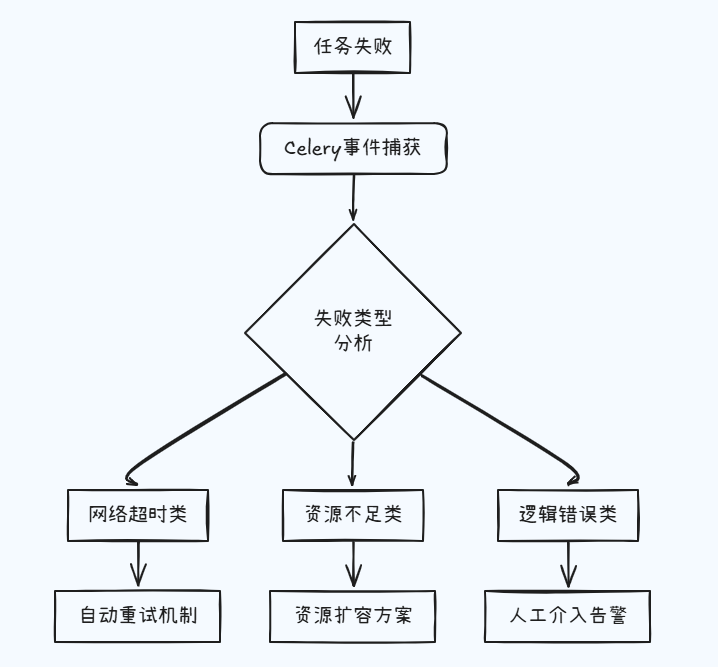 任务失败
Celery事件捕获
失败类型
分析
网络超时类
资源不足类
逻辑错误类
自动重试机制
资源扩容方案
人工介入告警